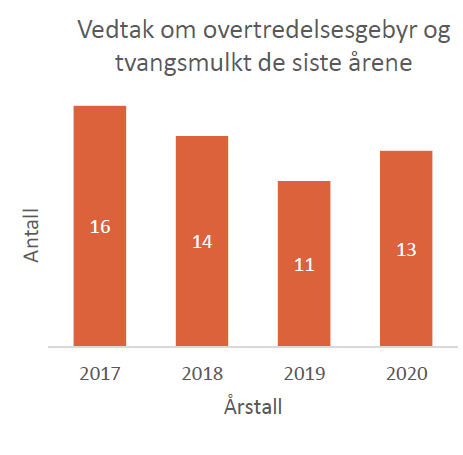 Vedtak om overtredelsesgebyr og
tvangsmulkt de siste årene
Antall
16
14
11
13
2017
2018
2019
2020
Årstall